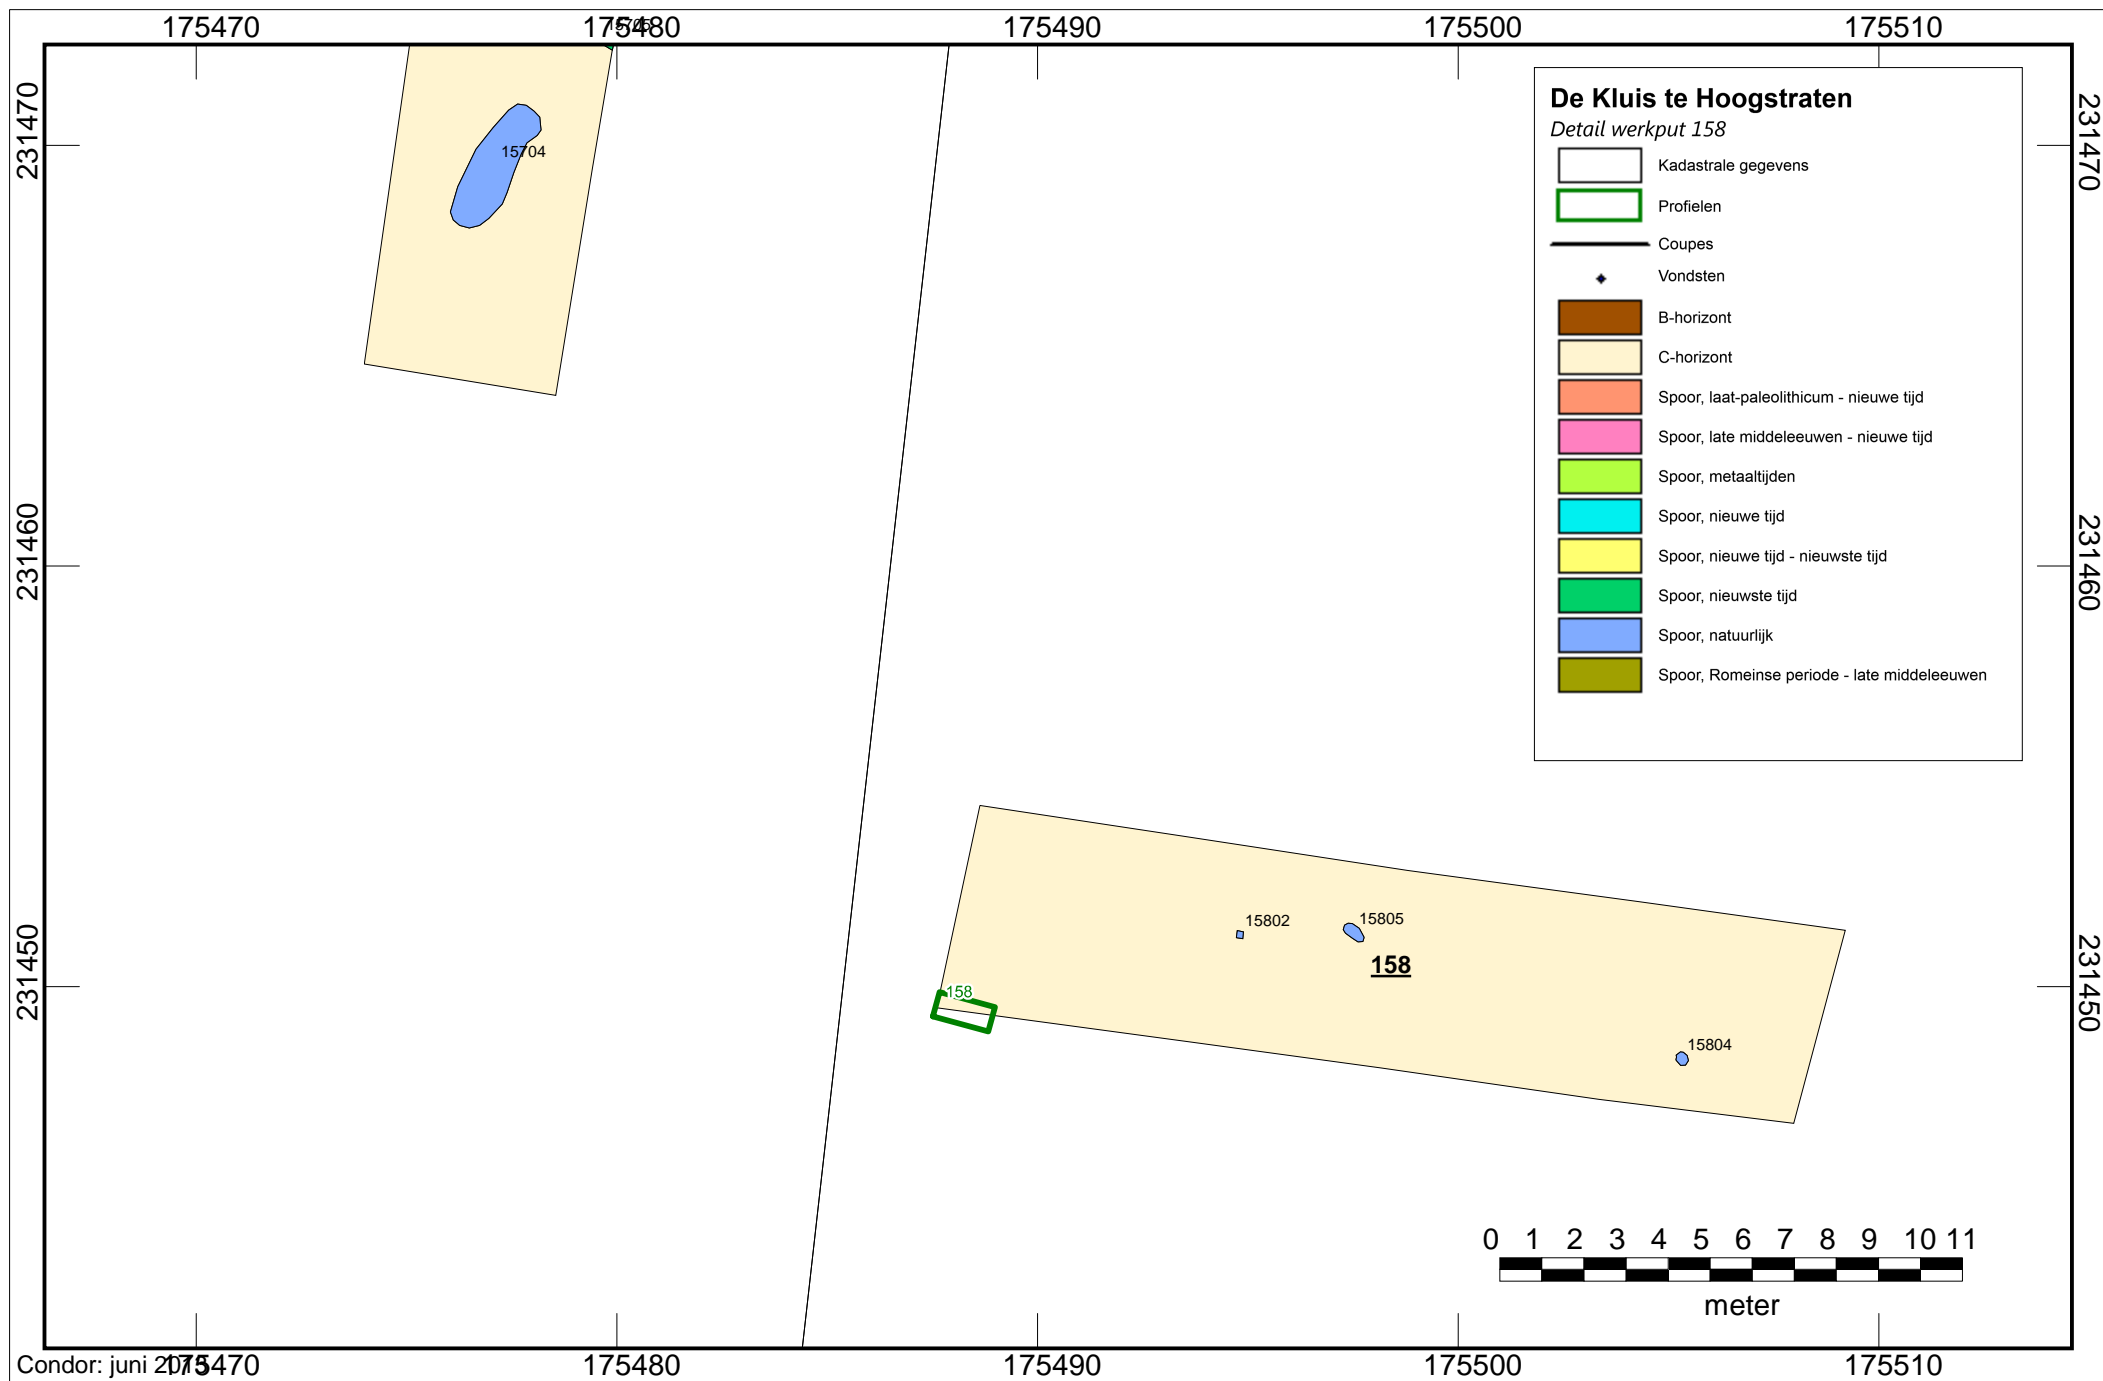 175470
175480
175490
175500
175510
231470
231460
231450
231470
231460
231450
15704
De Kluis te Hoogstraten
Detail werkput 158
Kadastrale gegevens
Profielen
Coupes
Vondsten
B-horizont
C-horizont
Spoor, laat-paleolithicum - nieuwe tijd
Spoor, late middeleeuwen - nieuwe tijd
Spoor, metaaltijden
Spoor, nieuwe tijd
Spoor, nieuwe tijd - nieuwste tijd
Spoor, nieuwste tijd
Spoor, natuurlijk
Spoor, Romeinse periode - late middeleeuwen
15802
15805
158
158
15804
0 1 2 3 4 5 6 7 8 9 10 11
meter
Condor: juni
175470
175480
175490
175500
175510